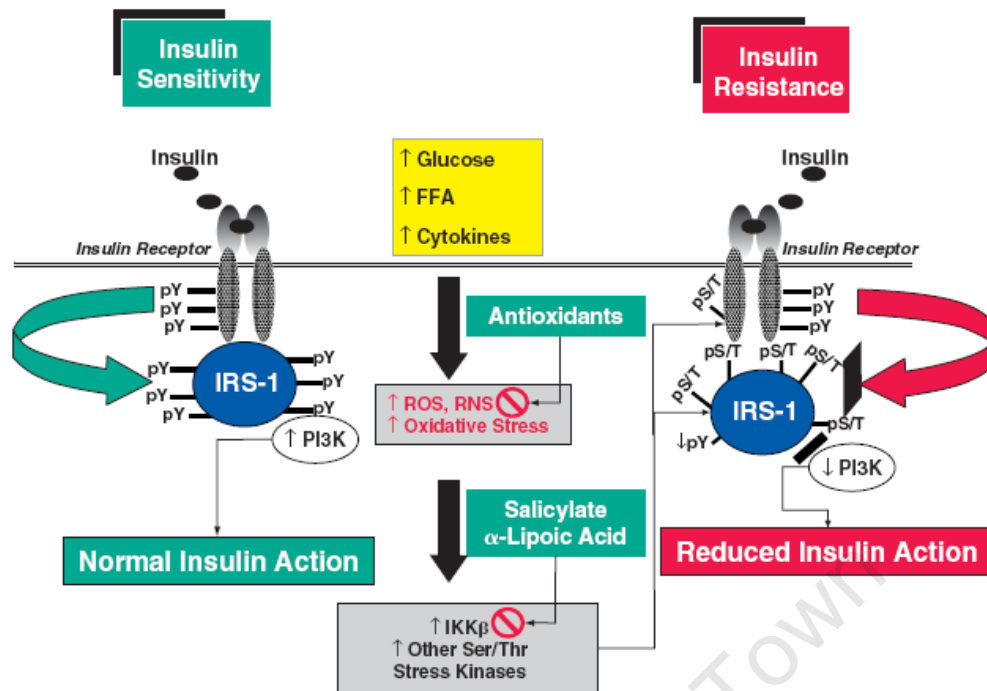 Insulin
Sensitivity
Insulin
Resistance
Insulin
↑ Glucose
↑ FFA
↑ Cytokines
Insulin
Insulin Receptor
Insulin Receptor
pY
pY
pY
pY
pY
pY
pY
pY
pY
IRS-1
↑ PI3K
Normal Insulin Action
Antioxidants
↑ ROS, RNS
↑ Oxidative Stress
Salicylate
α-Lipoic Acid
↑ IKKβ
↑ Other Ser/Thr
Stress Kinases
pS/T
pY
pY
pY
pS/T
pS/T
pS/T
pS/T
IRS-1
pS/T
↓pY
↓ PI3K
Reduced Insulin Action
Town